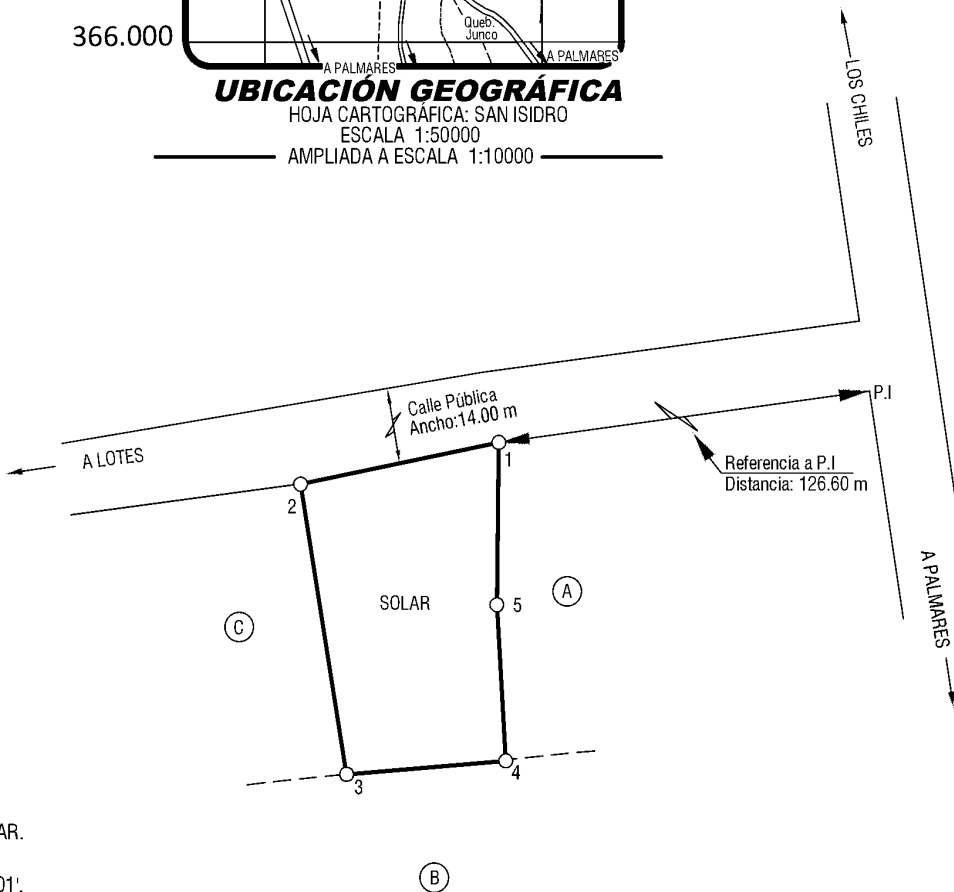 Queb.
Junco
366.000
A PALMARES
A PALMARES
UBICACIÓN GEOGRÁFICA
HOJA CARTOGRÁFICA: SAN ISIDRO
ESCALA 1:50000
AMPLIADA A ESCALA 1:10000
LOS CHILES
P.I
Calle Pública
Ancho:14.00 m
A LOTES
1
Referencia a P.I
Distancia: 126.60 m
2
SOLAR
5
A
C
A PALMARES
4
3
AR.
B
01'.